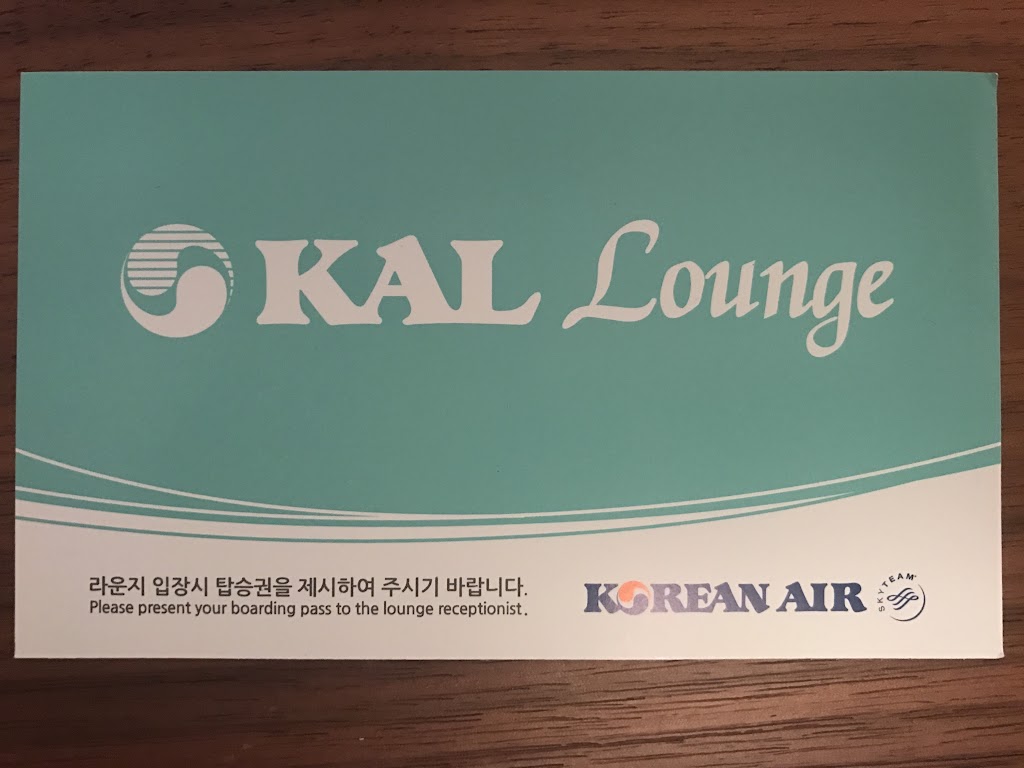 KAL Lounge
라운지 입장시 탑승권을 제시하여 주시기 바랍니다.
Please present your boarding pass to the lounge receptionist.
KOREAN AIR
SKYTEAM